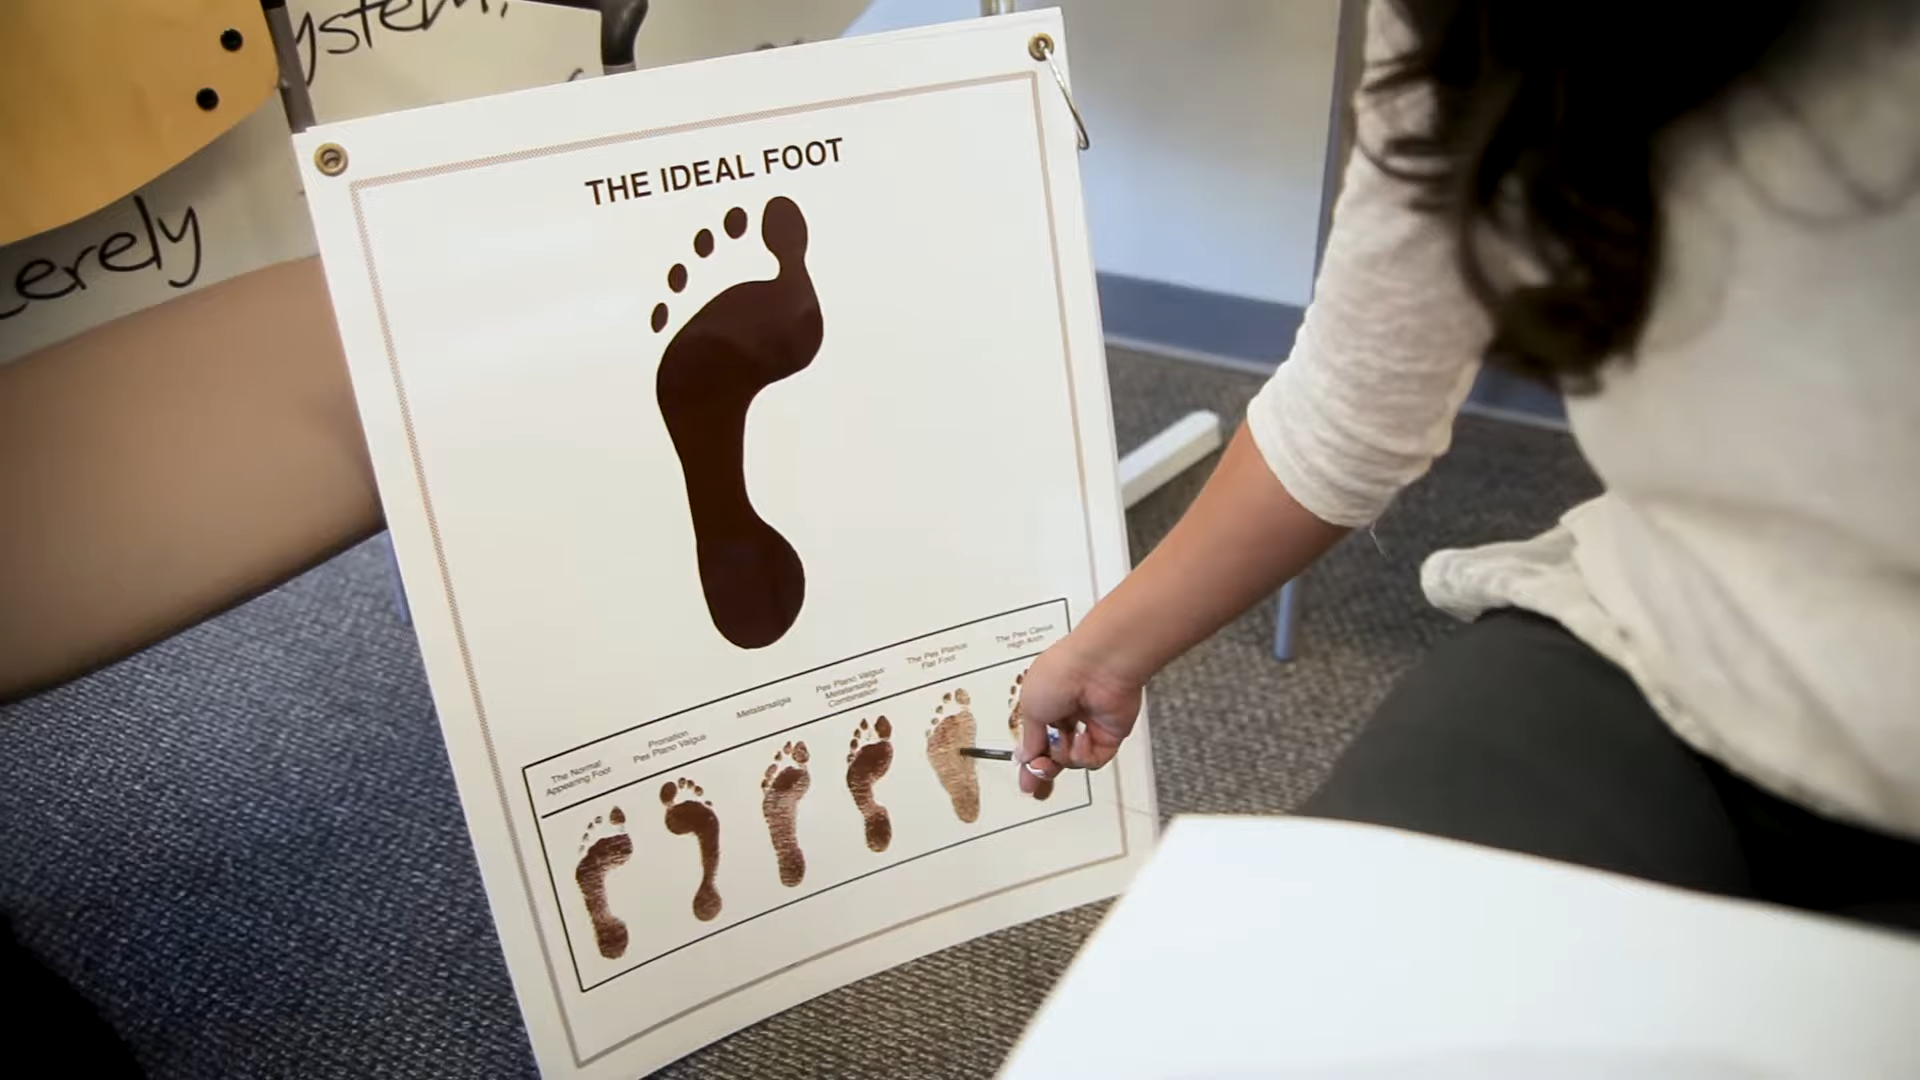 ystem,
erely
THE IDEAL FOOT
The Normal
Appearing Foot
Pronation
Pes Plano Valgus
Metatarsalgia
Pes Plano Valgus
Metatarsalgia
Combination
The Pes Planus
Flat Foot
The Pes Cavus
High Arch